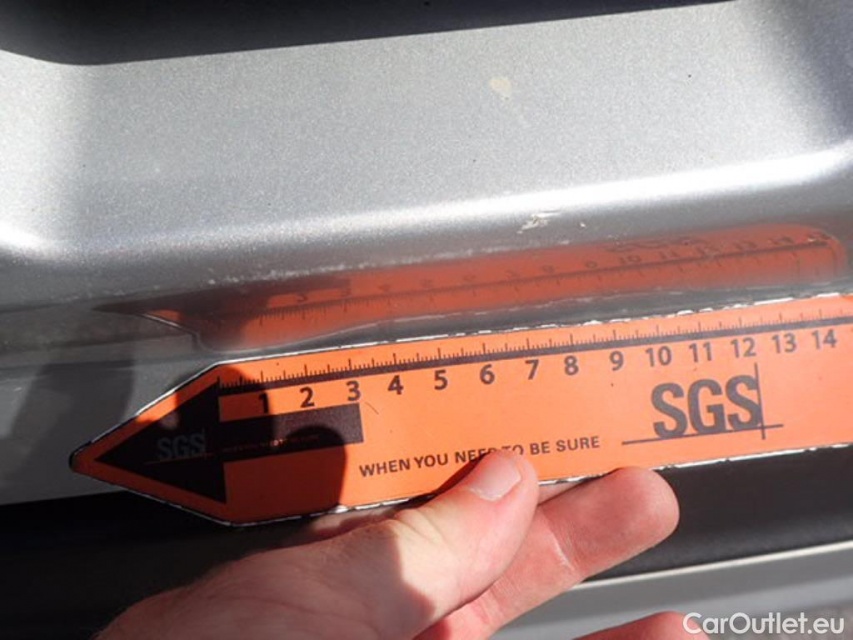 1 2 3 4 5 6 7 8 9 10 11 12 13 14
SGS
SGS
WHEN YOU NEED TO BE SURE
CarOutlet.eu